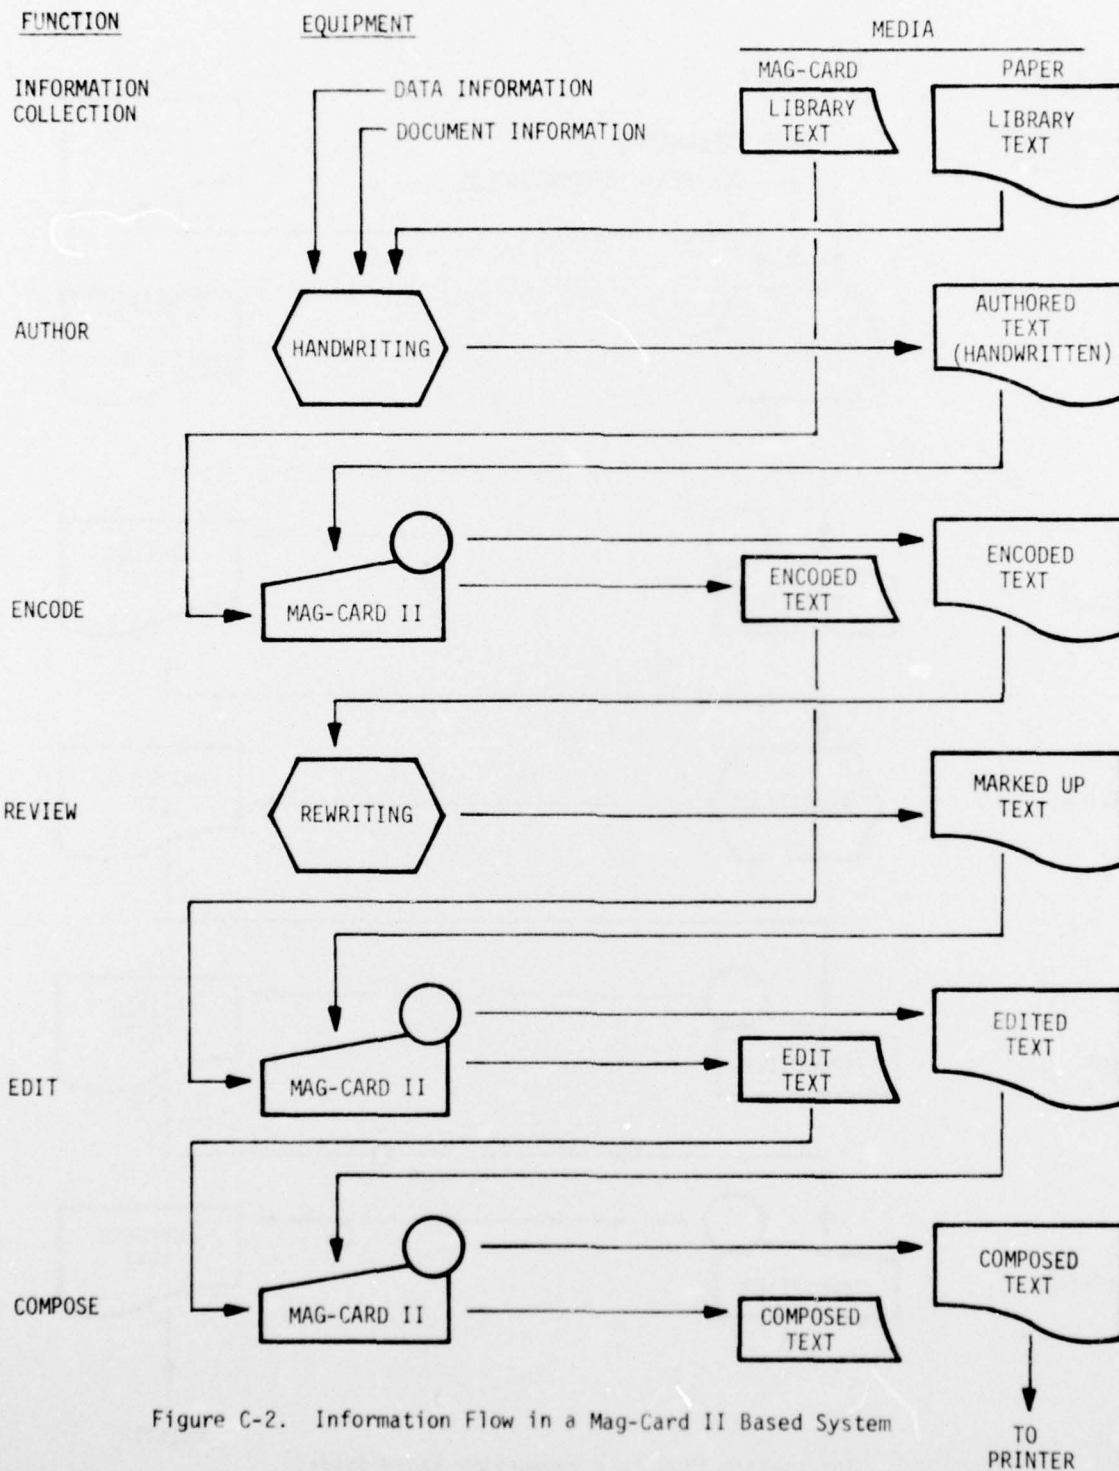 FUNCTION
EQUIPMENT
MEDIA
MAG-CARD
PAPER
INFORMATION
COLLECTION
DATA INFORMATION
DOCUMENT INFORMATION
LIBRARY
TEXT
LIBRARY
TEXT
AUTHOR
HANDWRITING
AUTHORED
TEXT
(HANDWRITTEN)
ENCODE
MAG-CARD II
ENCODED
TEXT
ENCODED
TEXT
REVIEW
REWRITING
MARKED UP
TEXT
EDIT
MAG-CARD II
EDIT
TEXT
EDITED
TEXT
COMPOSE
MAG-CARD II
COMPOSED
TEXT
COMPOSED
TEXT
TO
PRINTER
Figure C-2. Information Flow in a Mag-Card II Based System